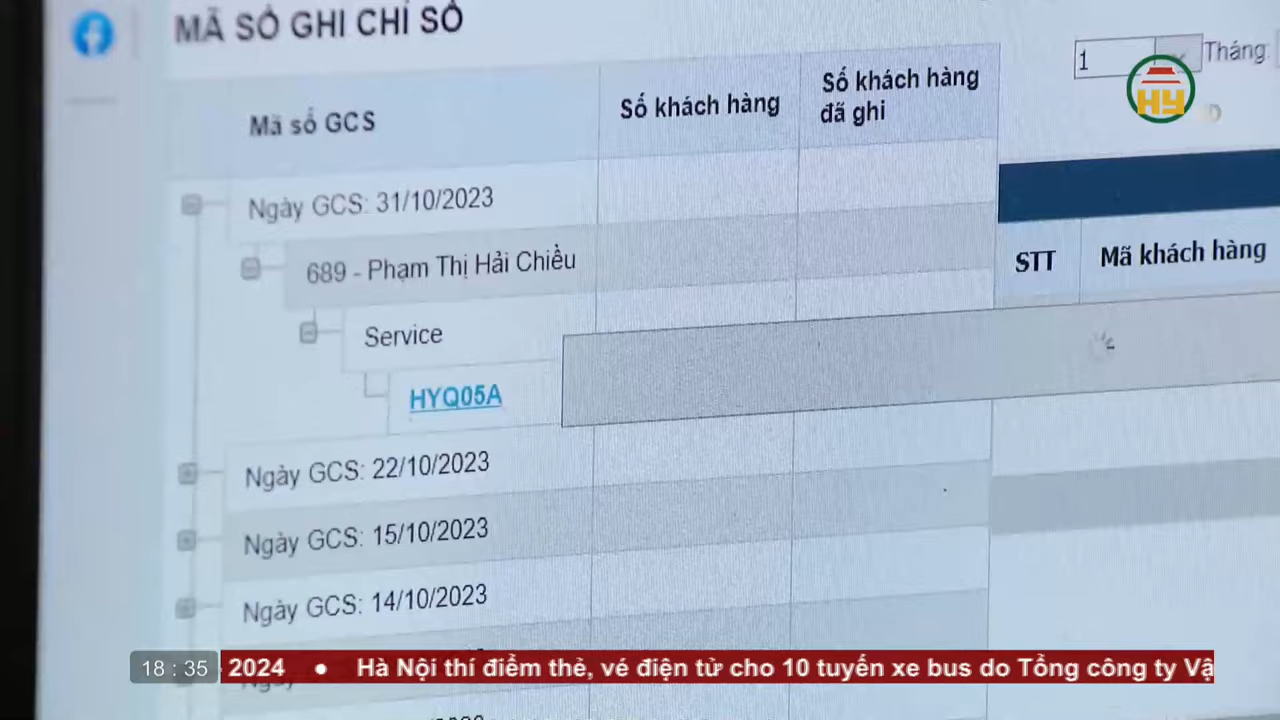 MÃ SỐ GHI CHỈ SỐ
1
Tháng:
HY
Mã số GCS
Số khách hàng
Số khách hàng
đã ghi
Ngày GCS: 31/10/2023
689 - Phạm Thị Hải Chiều
STT
Mã khách hàng
Service
HYQ05A
Ngày GCS: 22/10/2023
Ngày GCS: 15/10/2023
Ngày GCS: 14/10/2023
18 : 35
2024 • Hà Nội thí điểm thẻ, vé điện tử cho 10 tuyến xe bus do Tổng công ty Vậ